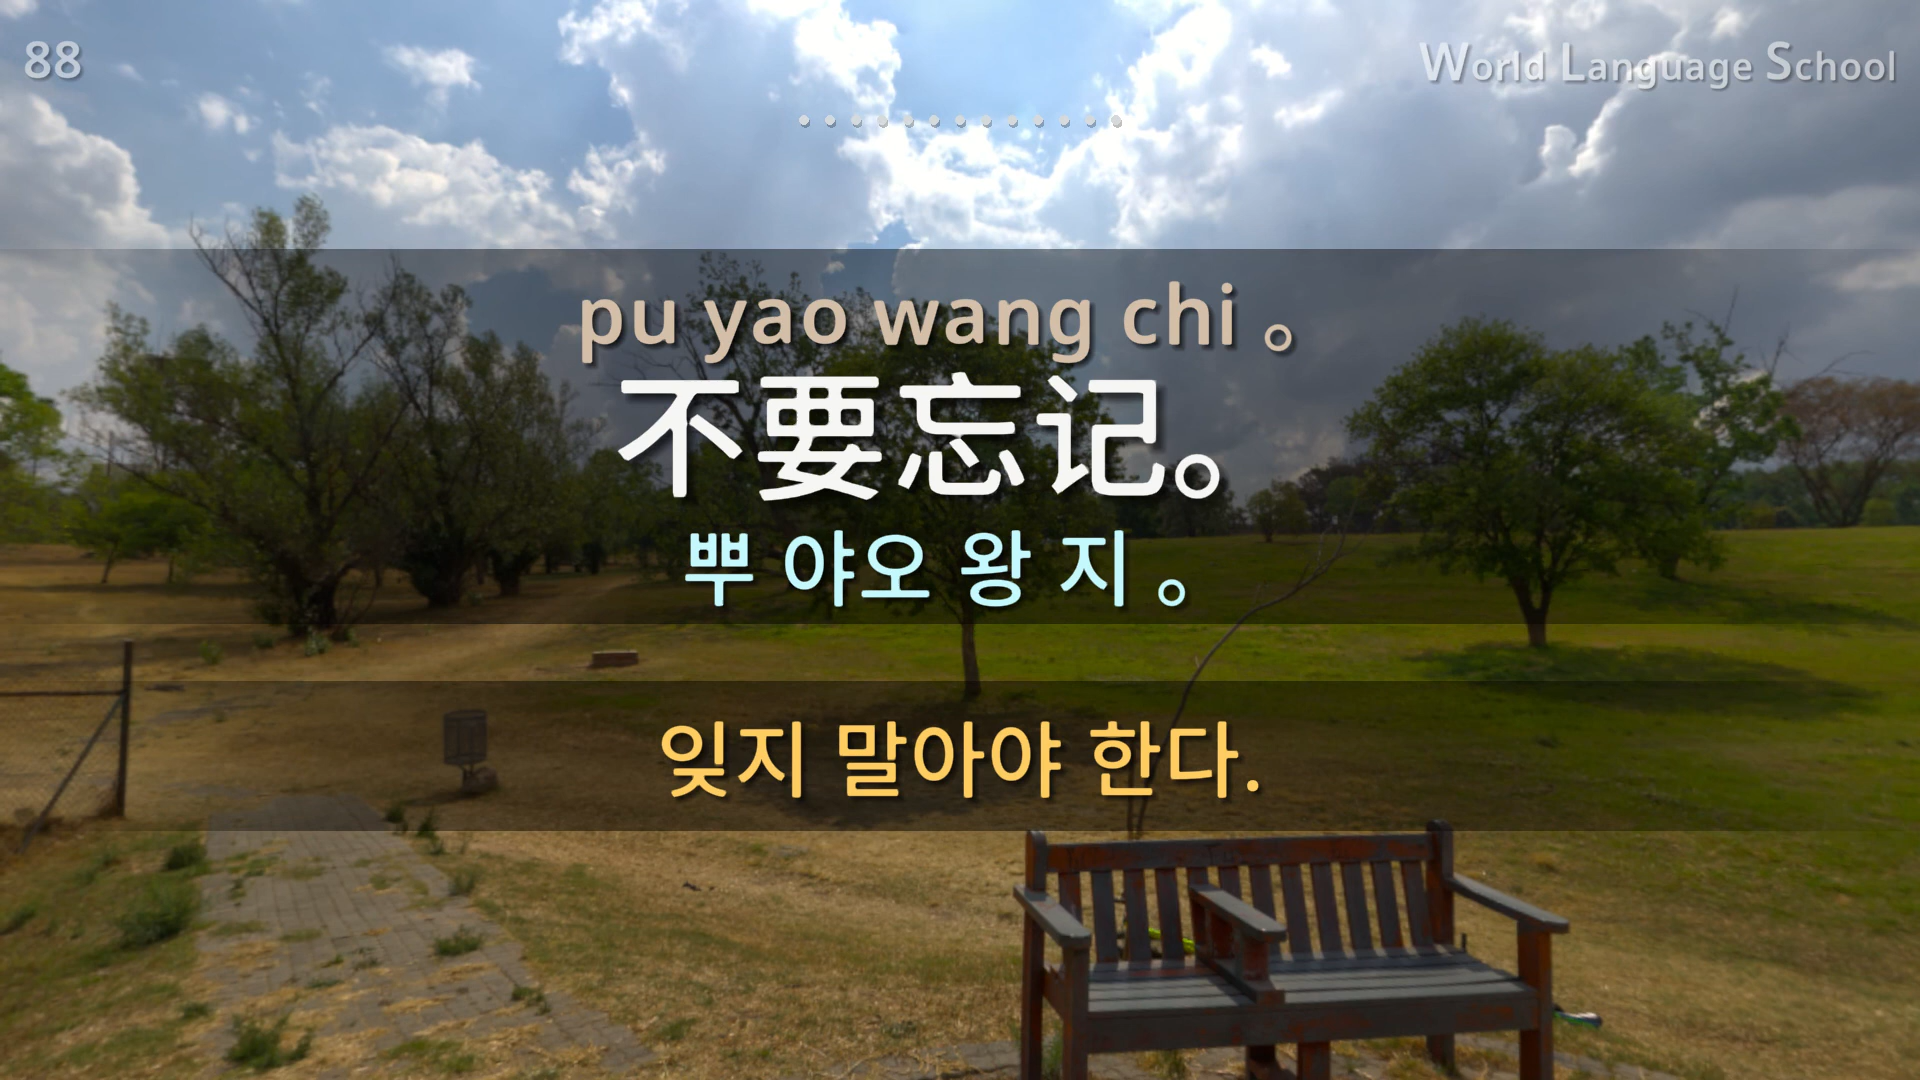 88
World Language School
pu yao wang chi 。
不要忘记。
뿌 야오 왕 지 。
잊지 말아야 한다.